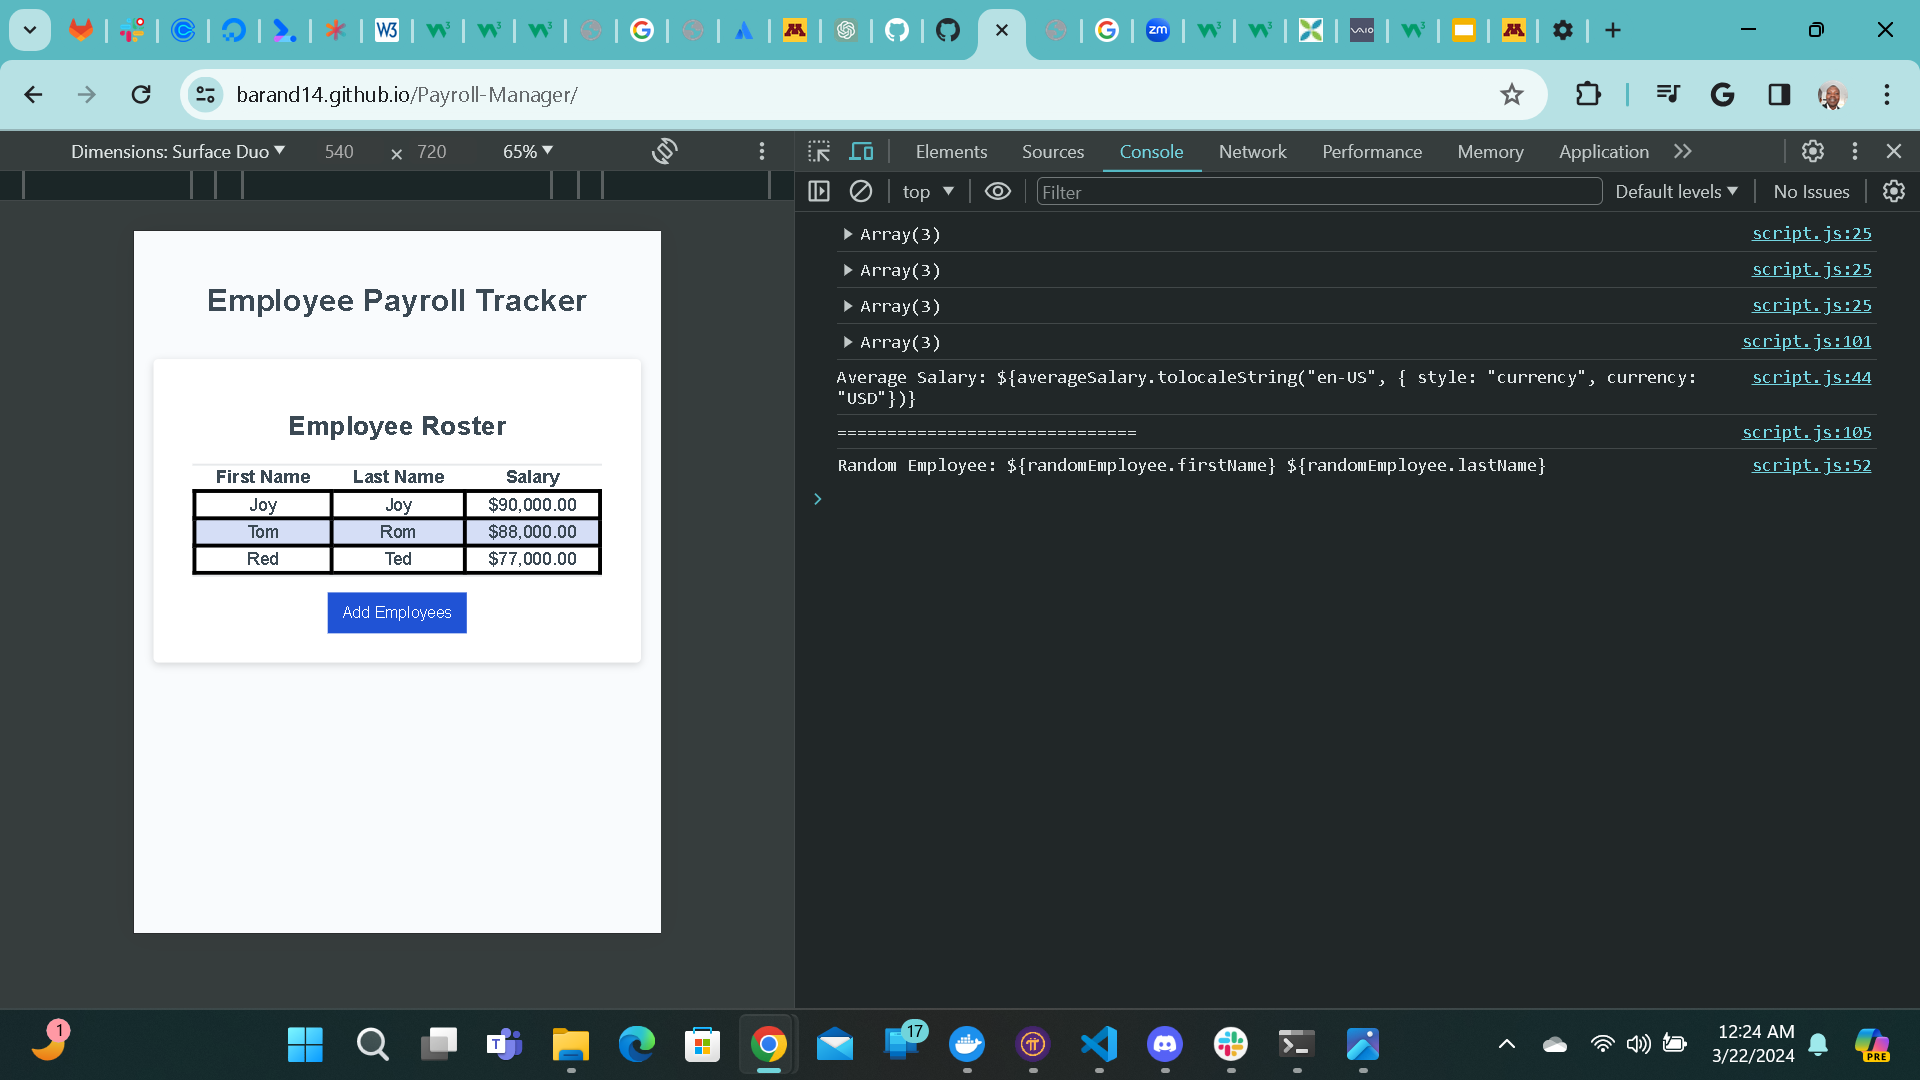 W3
zm
VAIO
barand14.github.io/Payroll-Manager/
Dimensions: Surface Duo 540 × 720 65%
Elements Sources Console Network Performance Memory Application
top Filter Default levels No Issues
Array(3) script.js:25
Array(3) script.js:25
Array(3) script.js:25
Array(3) script.js:101
Average Salary: ${averageSalary.tolocaleString("en-US", { style: "currency", currency: script.js:44
"USD"})}
============================== script.js:105
Random Employee: ${randomEmployee.firstName} ${randomEmployee.lastName} script.js:52
Employee Payroll Tracker
Employee Roster
First Name Last Name Salary
Joy Joy $90,000.00
Tom Rom $88,000.00
Red Ted $77,000.00
Add Employees
1
17
12:24 AM
3/22/2024
PRE